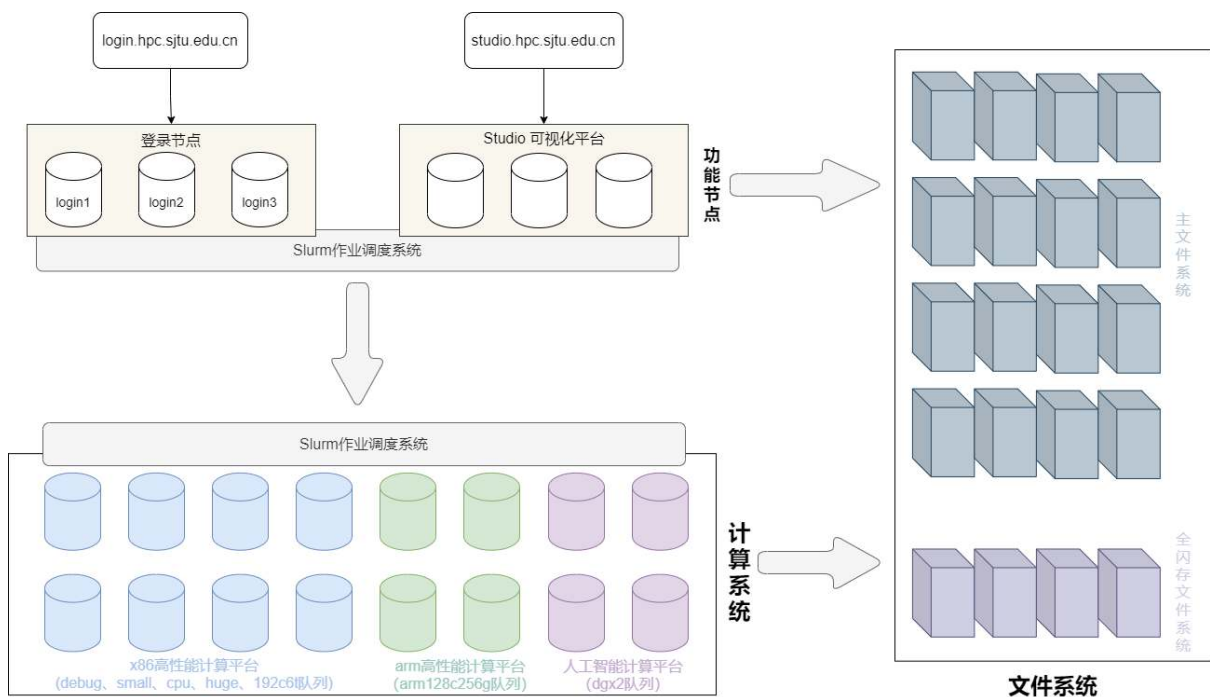 login.hpc.sjtu.edu.cn
studio.hpc.sjtu.edu.cn
登录节点
login1
login2
login3
Studio 可视化平台
功能节点
Slurm作业调度系统
主文件系统
Slurm作业调度系统
计算系统
全闪存文件系统
x86高性能计算平台
(debug、small、cpu、huge、192c6t队列)
arm高性能计算平台
(arm128c256g队列)
人工智能计算平台
(dgx2队列)
文件系统